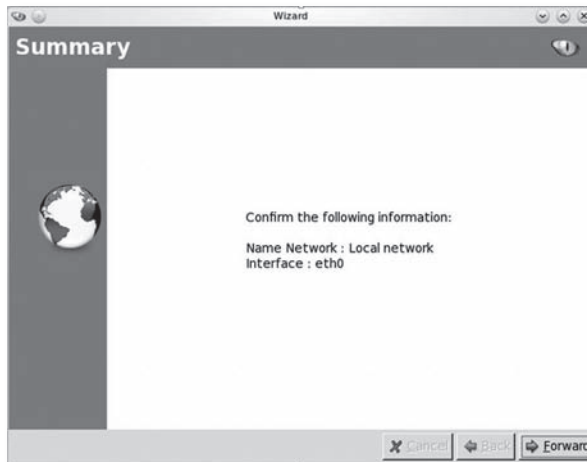 Wizard
Summary
Confirm the following information:
Name Network : Local network
Interface : eth0
Cancel
Back
Forward